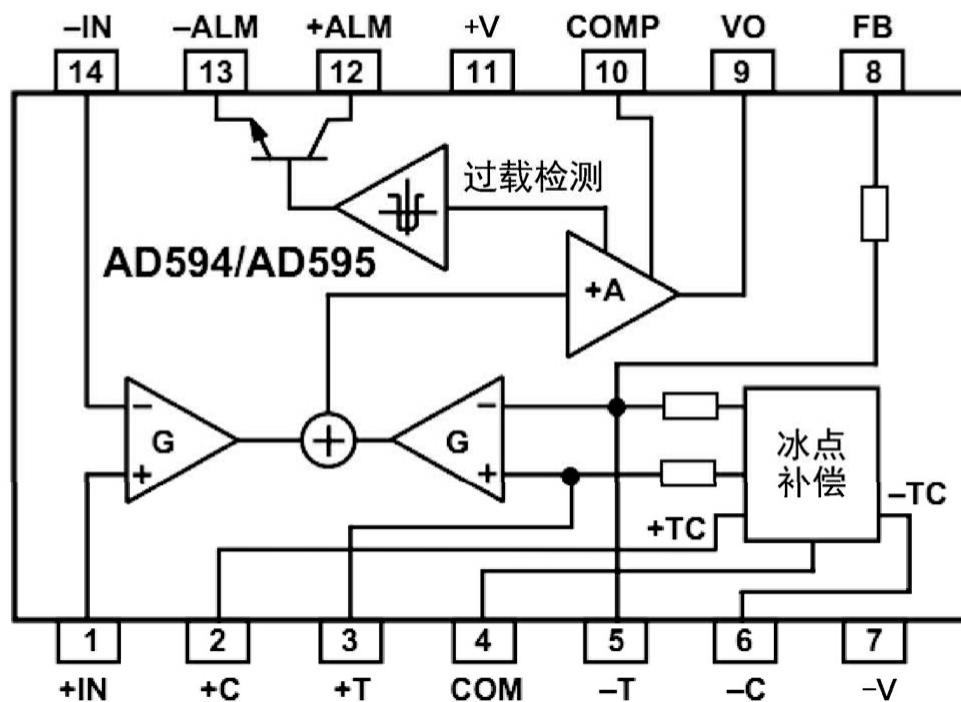 –IN –ALM +ALM +V COMP VO FB
14 13 12 11 10 9 8
过载检测
AD594/AD595
+A
– –
G + G
+ +
冰点
补偿
–TC
+TC
1 2 3 4 5 6 7
+IN +C +T COM –T –C –V